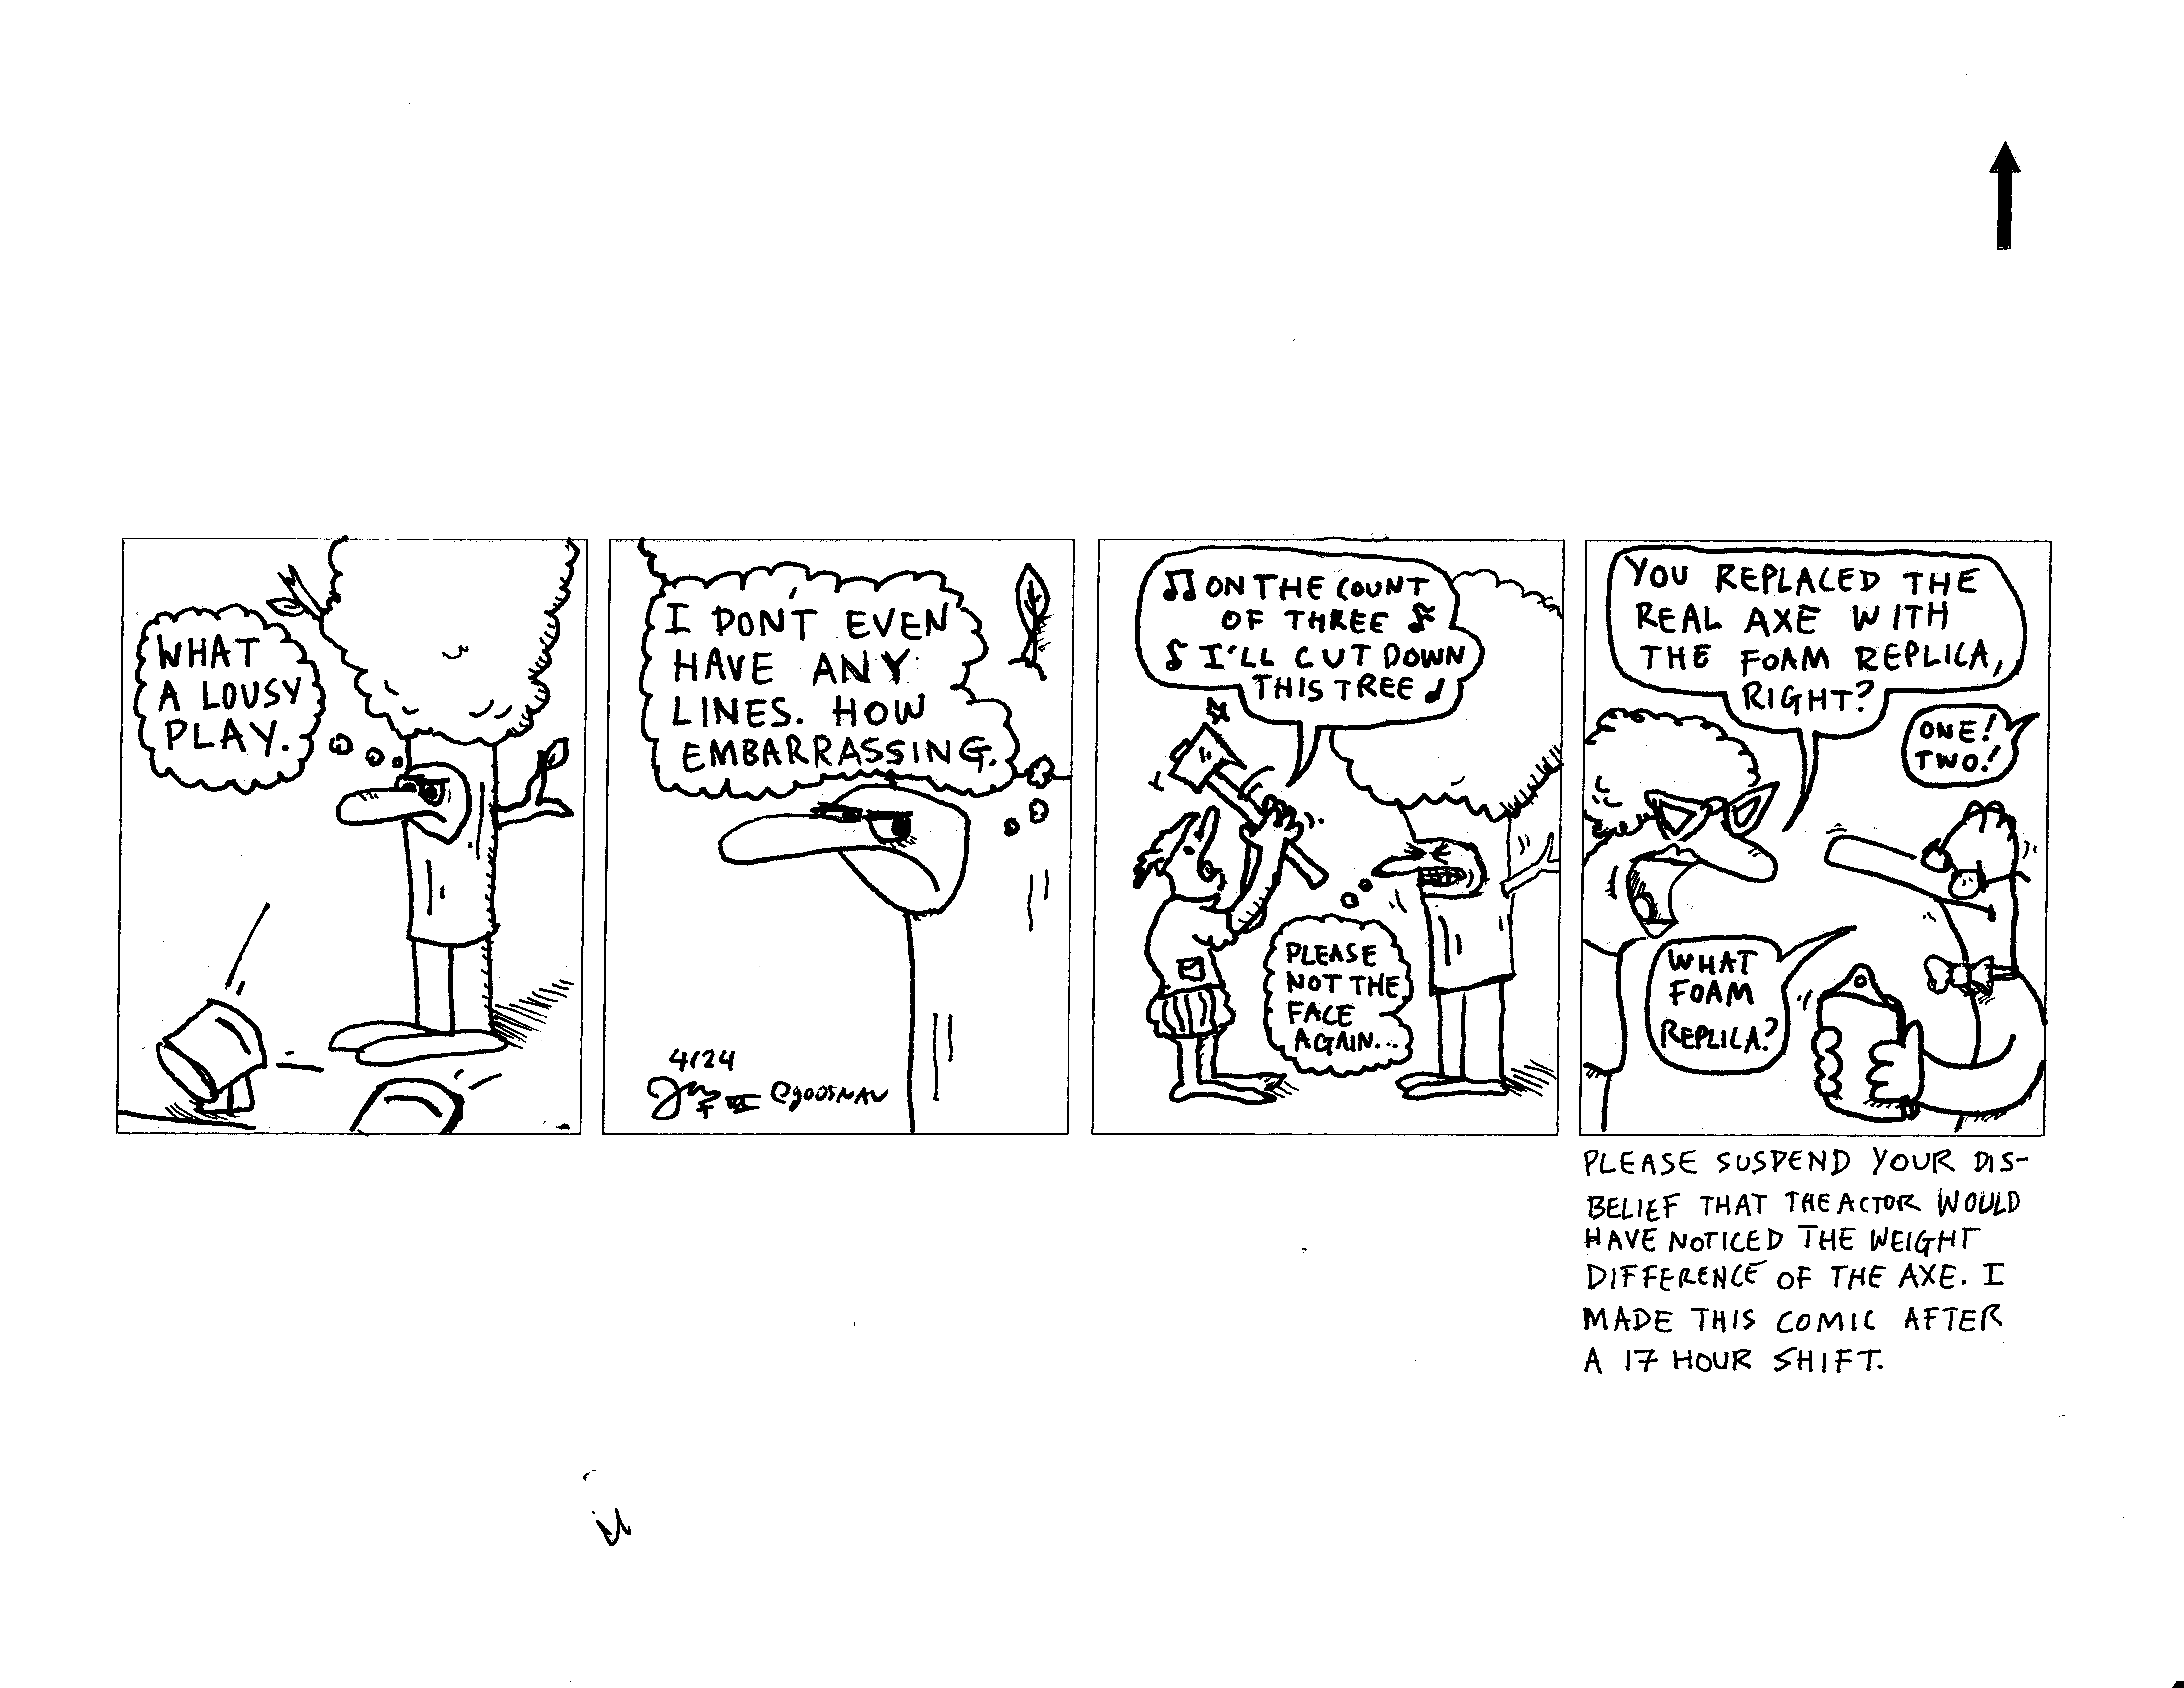 WHAT
A LOUSY
PLAY.
I DON'T EVEN
HAVE ANY
LINES. HOW
EMBARRASSING.
4/24
@goosnav
♫ ON THE COUNT
OF THREE ♫
♪ I'LL CUT DOWN
THIS TREE ♩
PLEASE
NOT THE
FACE
AGAIN...
YOU REPLACED THE
REAL AXE WITH
THE FOAM REPLICA,
RIGHT?
ONE!
TWO!
WHAT
FOAM
REPLICA?
PLEASE SUSPEND YOUR DIS-
BELIEF THAT THE ACTOR WOULD
HAVE NOTICED THE WEIGHT
DIFFERENCE OF THE AXE. I
MADE THIS COMIC AFTER
A 17 HOUR SHIFT.